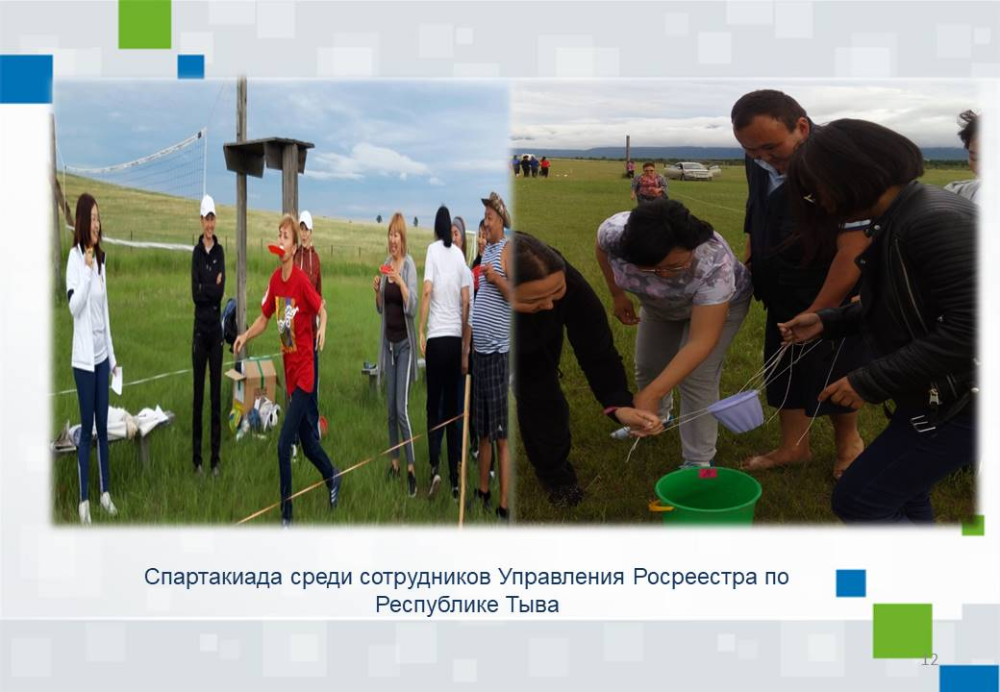 Спартакиада среди сотрудников Управления Росреестра по
Республике Тыва
12